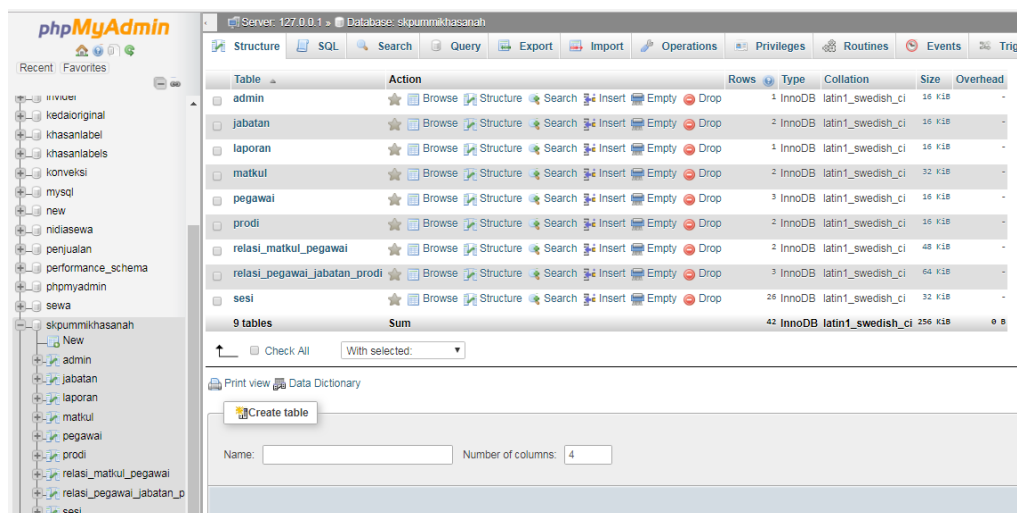 phpMyAdmin
Recent Favorites
kedaioriginal
khasanlabel
khasanlabels
konveksi
mysql
new
nidiasewa
penjualan
performance_schema
phpmyadmin
sewa
skpummikhasanah
New
admin
jabatan
laporan
matkul
pegawai
prodi
relasi_matkul_pegawai
relasi_pegawai_jabatan_p
sesi
Server: 127.0.0.1 » Database: skpummikhasanah
Structure SQL Search Query Export Import Operations Privileges Routines Events Trig
Table Action Rows Type Collation Size Overhead
admin Browse Structure Search Insert Empty Drop 1 InnoDB latin1_swedish_ci 16 KiB -
jabatan Browse Structure Search Insert Empty Drop 2 InnoDB latin1_swedish_ci 16 KiB -
laporan Browse Structure Search Insert Empty Drop 1 InnoDB latin1_swedish_ci 16 KiB -
matkul Browse Structure Search Insert Empty Drop 2 InnoDB latin1_swedish_ci 32 KiB -
pegawai Browse Structure Search Insert Empty Drop 3 InnoDB latin1_swedish_ci 16 KiB -
prodi Browse Structure Search Insert Empty Drop 2 InnoDB latin1_swedish_ci 16 KiB -
relasi_matkul_pegawai Browse Structure Search Insert Empty Drop 2 InnoDB latin1_swedish_ci 48 KiB -
relasi_pegawai_jabatan_prodi Browse Structure Search Insert Empty Drop 3 InnoDB latin1_swedish_ci 64 KiB -
sesi Browse Structure Search Insert Empty Drop 26 InnoDB latin1_swedish_ci 32 KiB -
9 tables Sum 42 InnoDB latin1_swedish_ci 256 KiB 0 B
Check All With selected:
Print view Data Dictionary
Create table
Name: Number of columns: 4